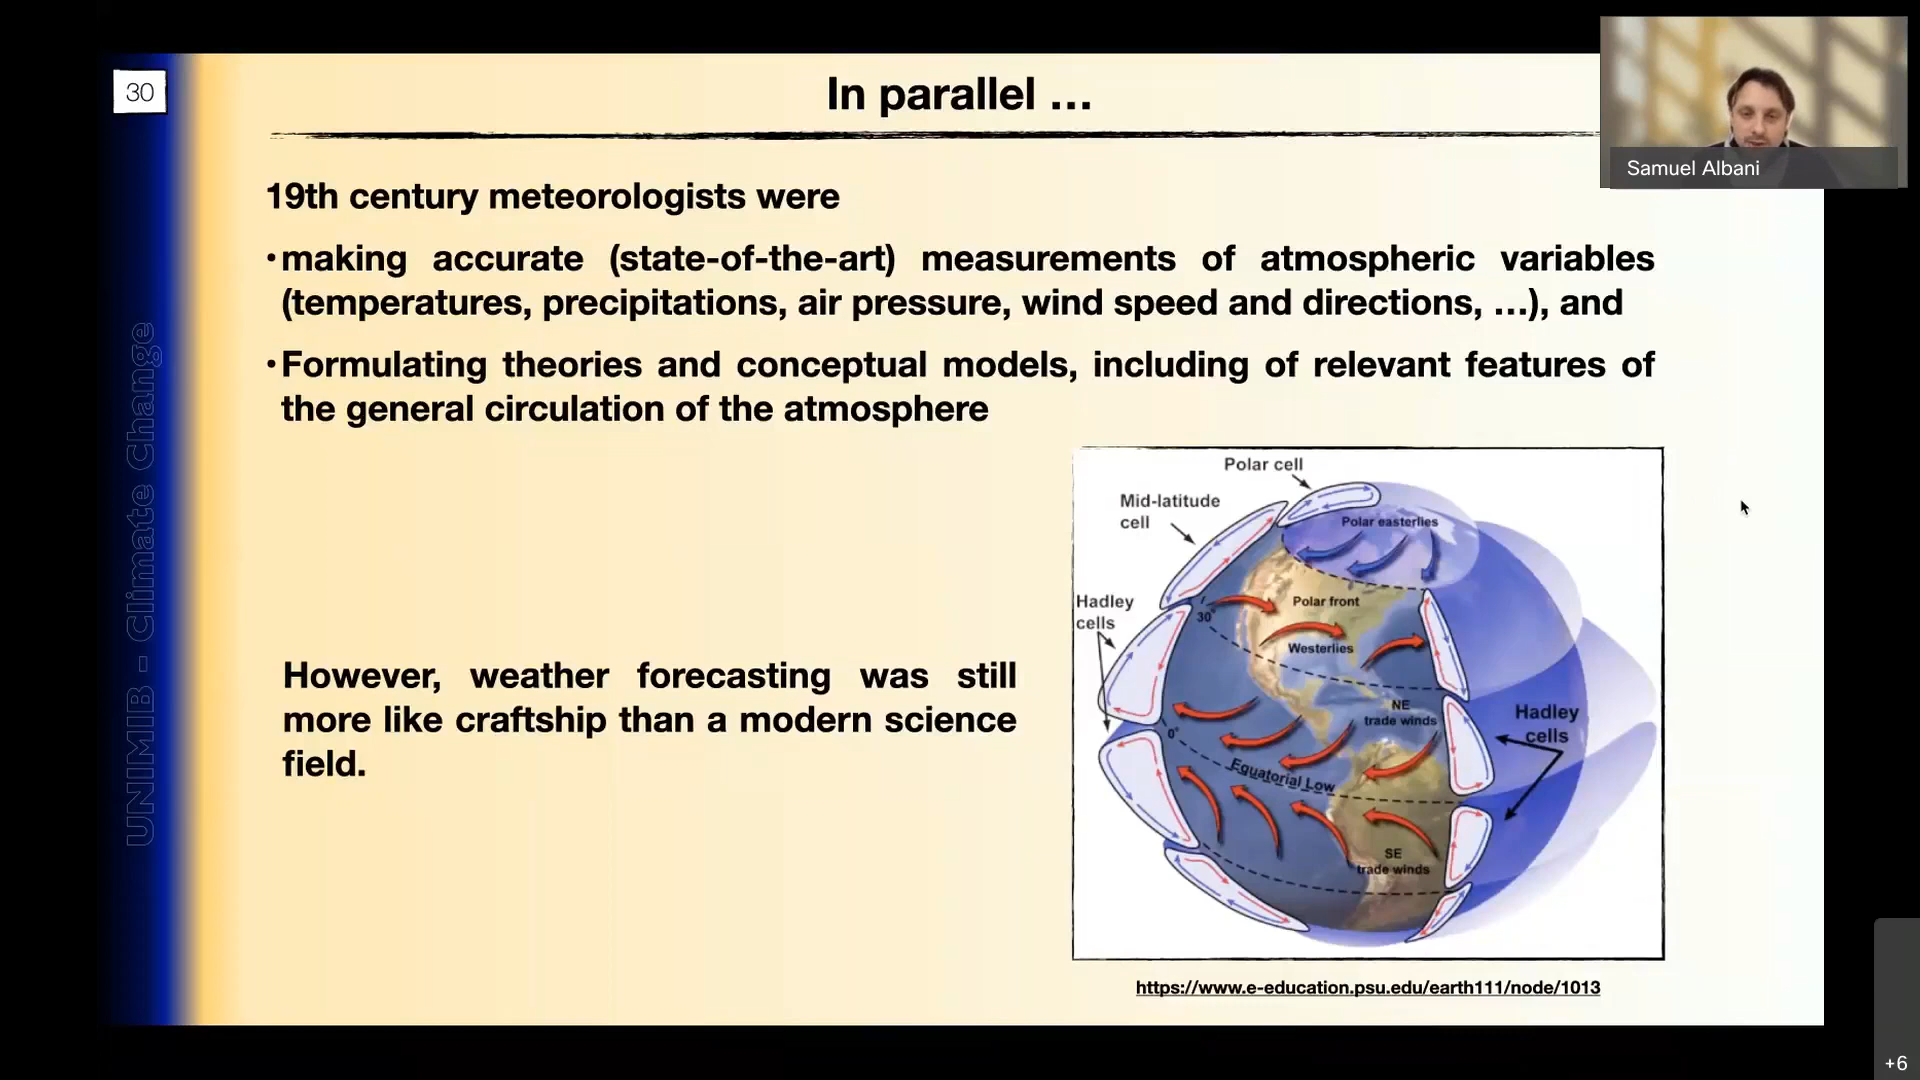 30
In parallel ...
Samuel Albani
19th century meteorologists were
• making accurate (state-of-the-art) measurements of atmospheric variables
(temperatures, precipitations, air pressure, wind speed and directions, ...), and
• Formulating theories and conceptual models, including of relevant features of
the general circulation of the atmosphere
However, weather forecasting was still
more like craftship than a modern science
field.
UNIMIB - Climate Change
Polar cell
Mid-latitude
cell
Polar easterlies
Hadley
cells
Polar front
30°
Westerlies
NE
trade winds
Hadley
cells
0°
Equatorial Low
SE
trade winds
https://www.e-education.psu.edu/earth111/node/1013
+6